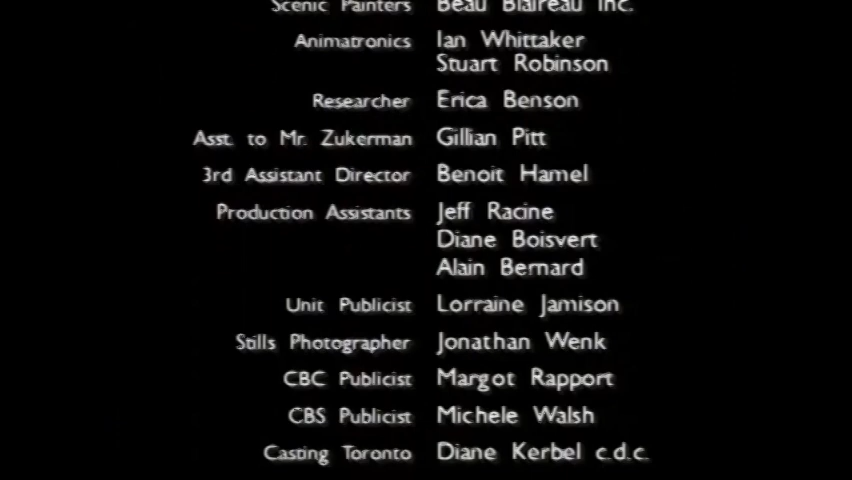 Scenic Painters Beau Blaireau Inc.
Animatronics Ian Whittaker
Stuart Robinson
Researcher Erica Benson
Asst. to Mr. Zukerman Gillian Pitt
3rd Assistant Director Benoit Hamel
Production Assistants Jeff Racine
Diane Boisvert
Alain Bernard
Unit Publicist Lorraine Jamison
Stills Photographer Jonathan Wenk
CBC Publicist Margot Rapport
CBS Publicist Michele Walsh
Casting Toronto Diane Kerbel c.d.c.